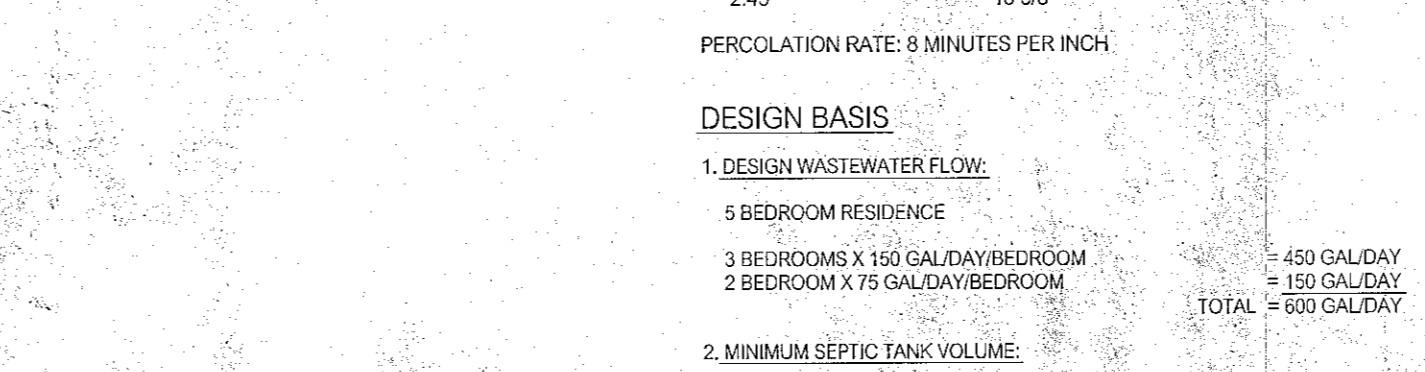 PERCOLATION RATE: 8 MINUTES PER INCH
DESIGN BASIS
1. DESIGN WASTEWATER FLOW:
5 BEDROOM RESIDENCE
3 BEDROOMS X 150 GAL/DAY/BEDROOM = 450 GAL/DAY
2 BEDROOM X 75 GAL/DAY/BEDROOM = 150 GAL/DAY
TOTAL = 600 GAL/DAY
2. MINIMUM SEPTIC TANK VOLUME: